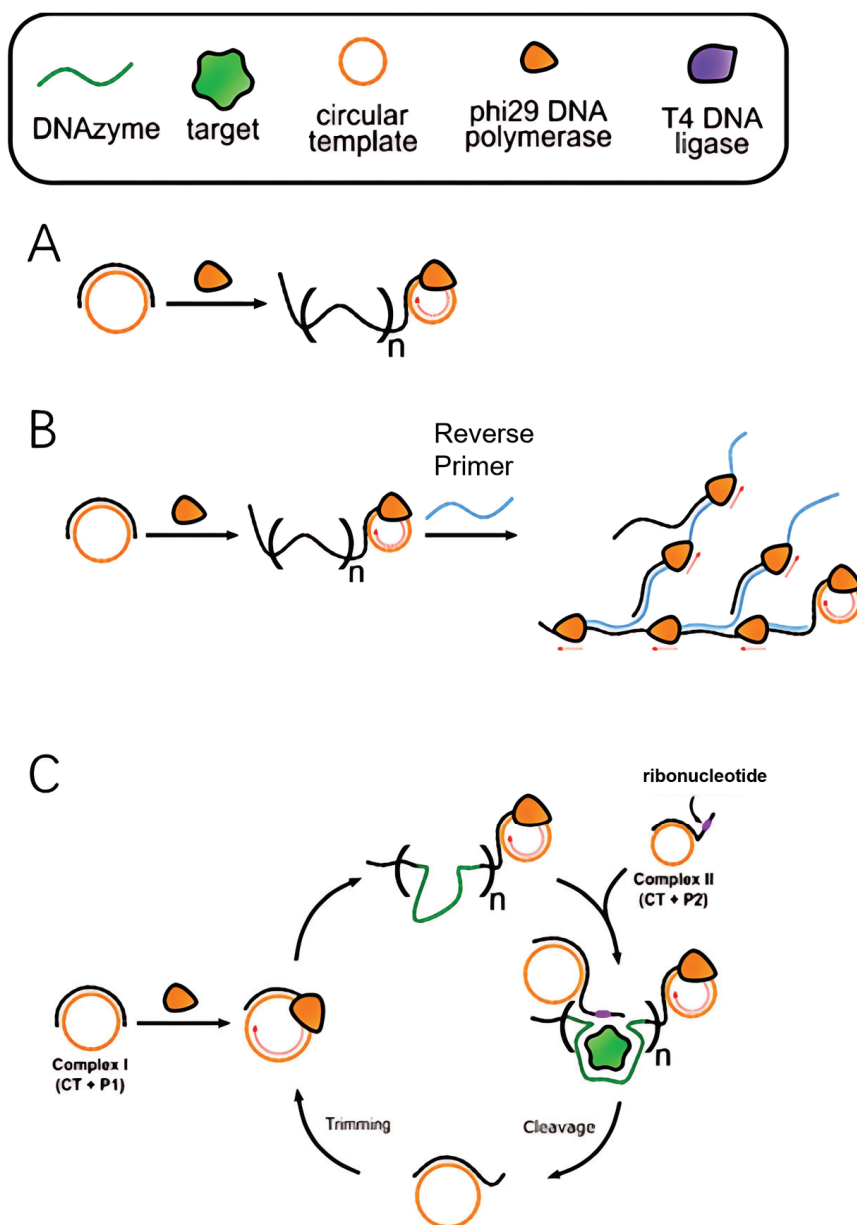 DNAzyme
target
circular
template
phi29 DNA
polymerase
T4 DNA
ligase
A
n
B
Reverse
Primer
n
C
ribonucleotide
n
Complex II
(CT + P2)
n
Complex I
(CT + P1)
Trimming
Cleavage